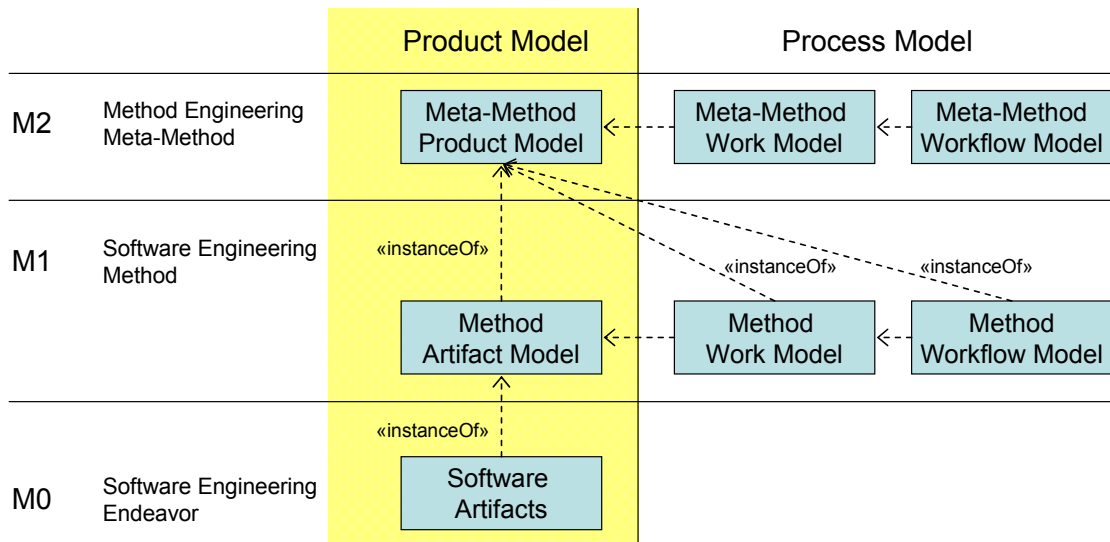 Product Model
Process Model
M2
Method Engineering
Meta-Method
Meta-Method
Product Model
Meta-Method
Work Model
Meta-Method
Workflow Model
M1
Software Engineering
Method
«instanceOf»
«instanceOf»
«instanceOf»
Method
Artifact Model
Method
Work Model
Method
Workflow Model
«instanceOf»
M0
Software Engineering
Endeavor
Software
Artifacts